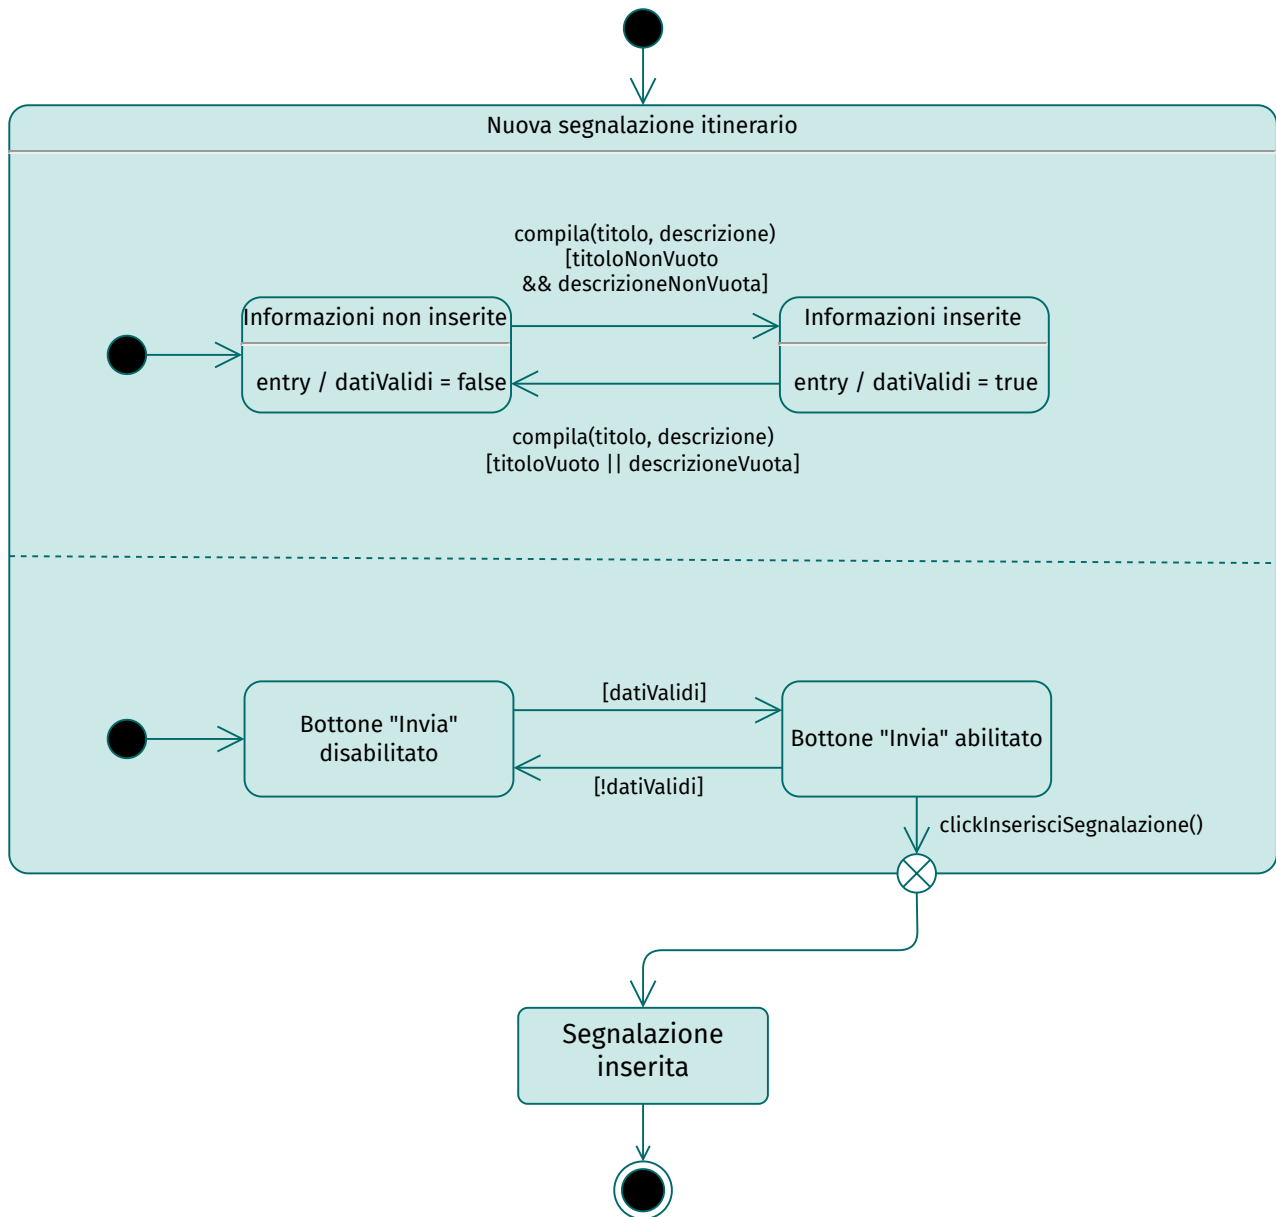 Nuova segnalazione itinerario
compila(titolo, descrizione)
[titoloNonVuoto
&& descrizioneNonVuota]
Informazioni non inserite
Informazioni inserite
entry / datiValidi = false
entry / datiValidi = true
compila(titolo, descrizione)
[titoloVuoto || descrizioneVuota]
[datiValidi]
Bottone "Invia"
disabilitato
Bottone "Invia" abilitato
[!datiValidi]
clickInserisciSegnalazione()
Segnalazione
inserita